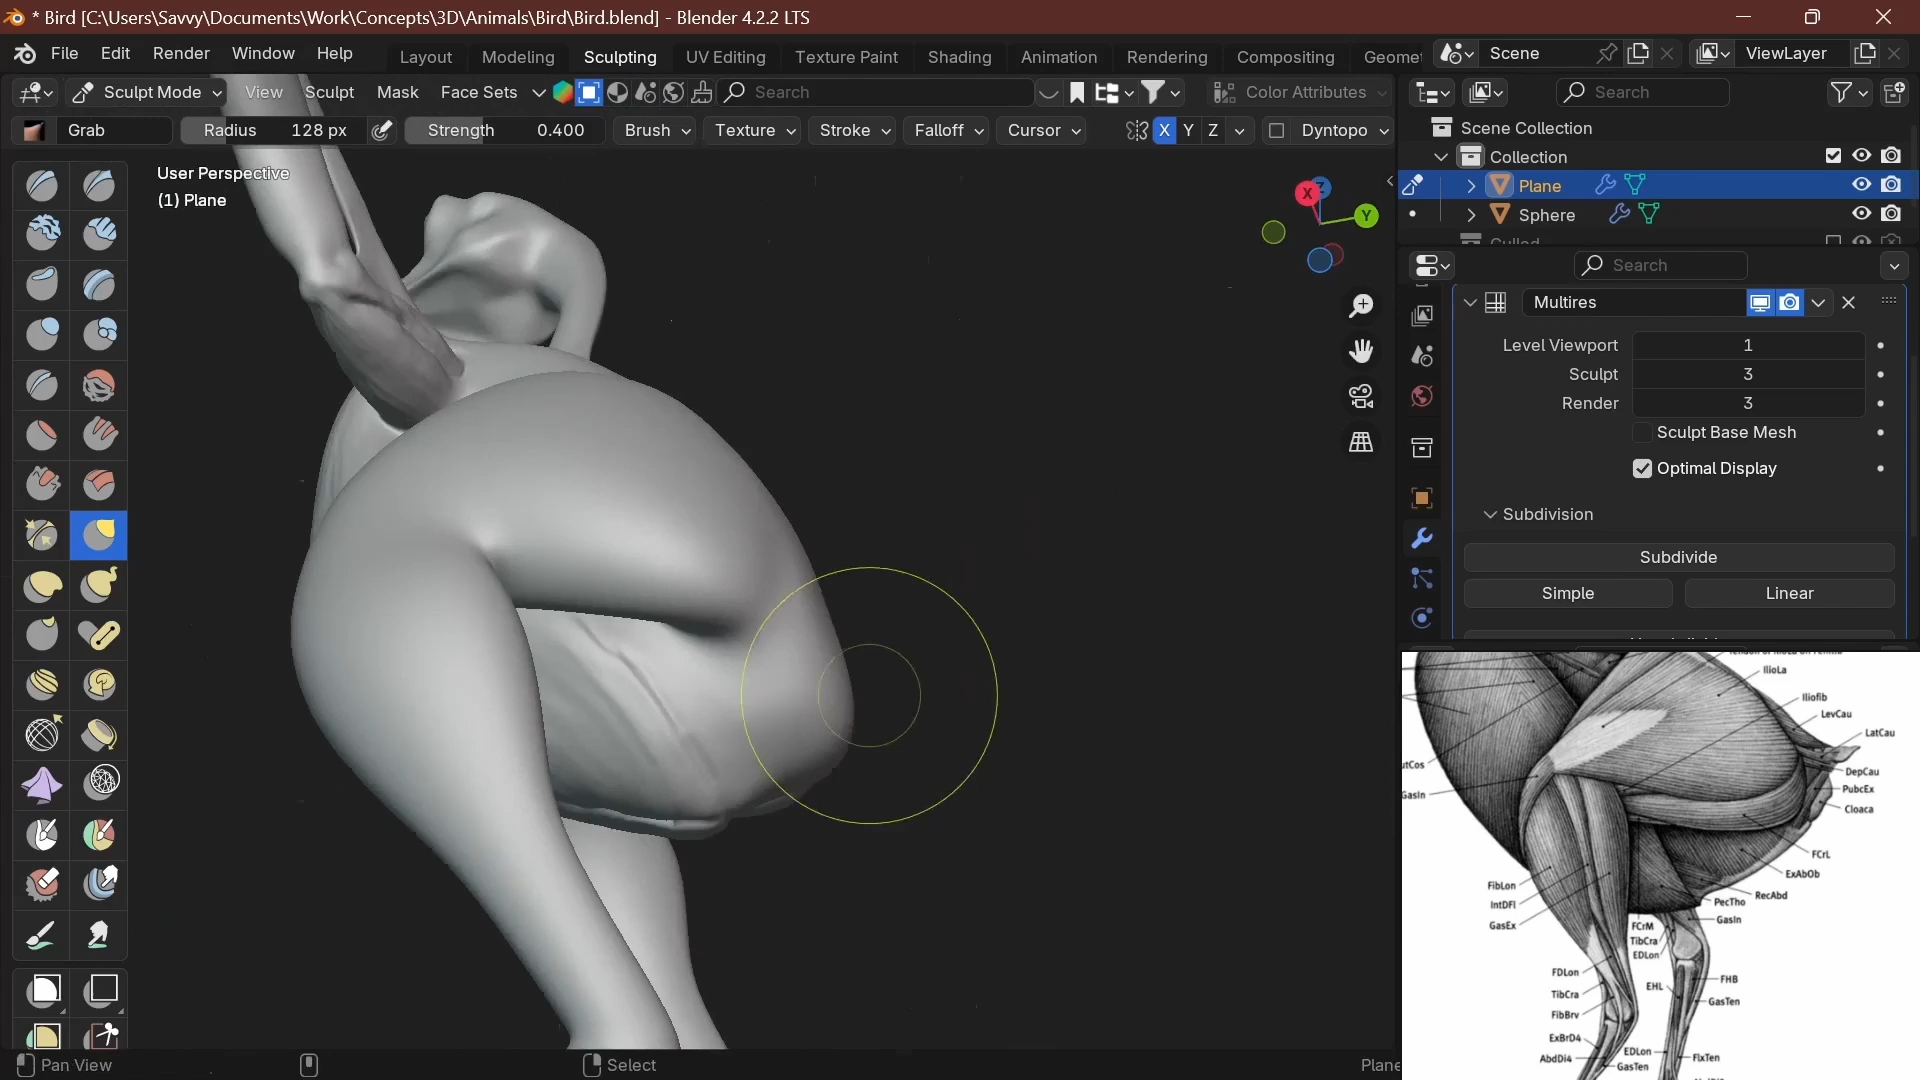 * Bird [C:\Users\Savvy\Documents\Work\Concepts\3D\Animals\Bird\Bird.blend] - Blender 4.2.2 LTS
File Edit Render Window Help Layout Modeling Sculpting UV Editing Texture Paint Shading Animation Rendering Compositing Geomet Scene ViewLayer
Sculpt Mode View Sculpt Mask Face Sets Search Color Attributes Search
Grab Radius 128 px Strength 0.400 Brush Texture Stroke Falloff Cursor X Y Z Dyntopo
Scene Collection
Collection
Plane
Sphere
Culled
User Perspective
(1) Plane
X Z Y
Search
Multires
Level Viewport 1
Sculpt 3
Render 3
Sculpt Base Mesh
Optimal Display
Subdivision
Subdivide
Simple Linear
IlioLa
Iliofib
LevCau
LatCau
utCos
DepCau
GasIn
PubcEx
Cloaca
FCrL
ExAbOb
FibLon
RecAbd
PecTho
IntDFl
GasIn
GasEx
FCrM
TibCra
EDLon
FDLon
FHB
EHL
TibCra
GasTen
FibBrv
ExBrD4
EDLon
AbdDi4
FlxTen
GasTen
Pan View Select Plane